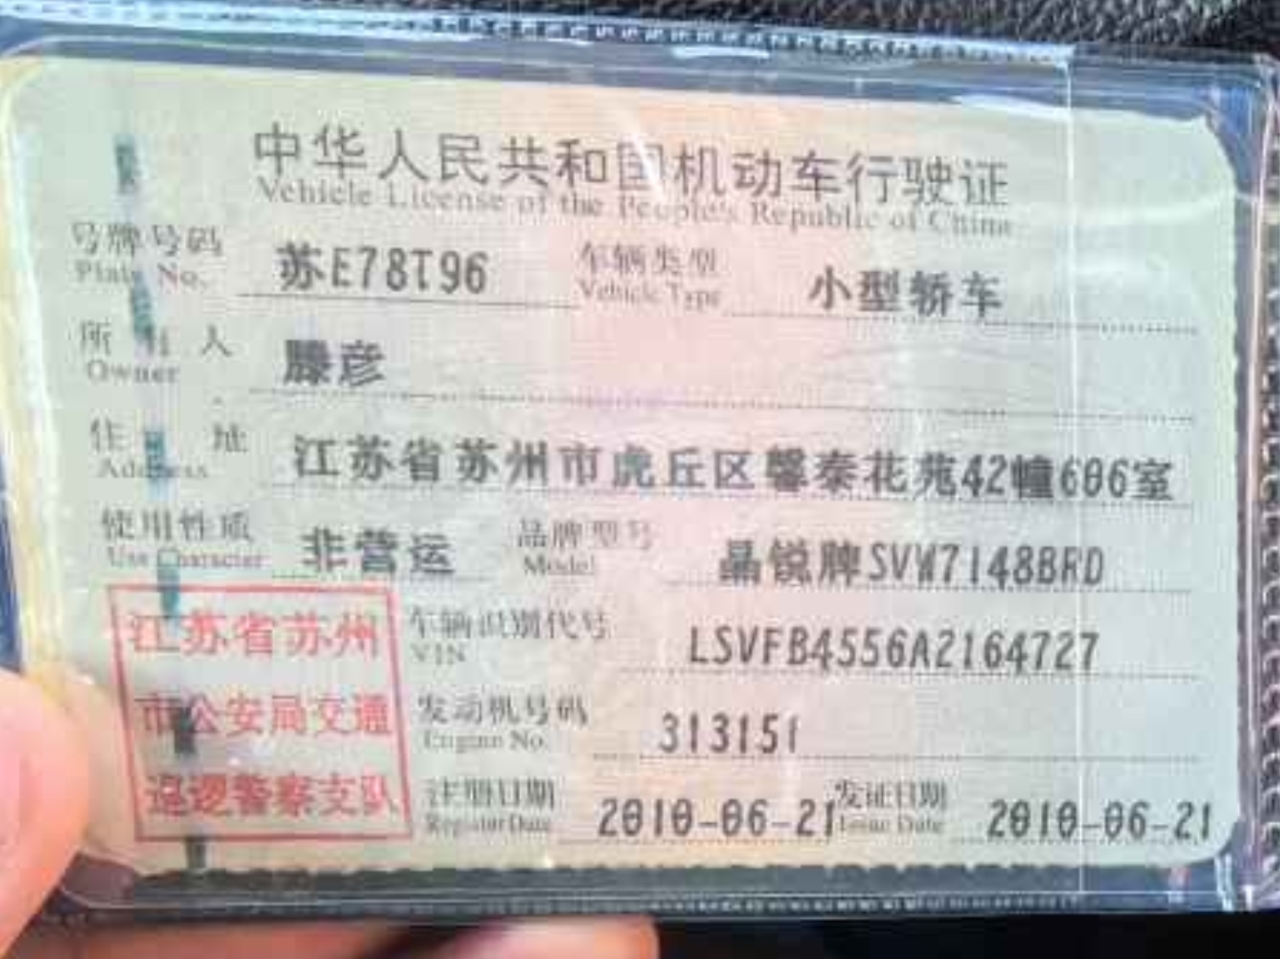 中华人民共和国机动车行驶证
Vehicle License of the People's Republic of China
号牌号码 苏E78T96 车辆类型 小型轿车
Plate No. Vehicle Type
所有人 滕彦
Owner
住址 江苏省苏州市虎丘区馨泰花苑42幢606室
Address
使用性质 非营运 品牌型号 晶锐牌SVW7148BRD
Use Character Model
江苏省苏州
市公安局交通
巡逻警察支队
车辆识别代号 LSVFB4556A2164727
VIN
发动机号码 313151
Engine No.
注册日期 2010-06-21 发证日期 2010-06-21
Register Date Issue Date